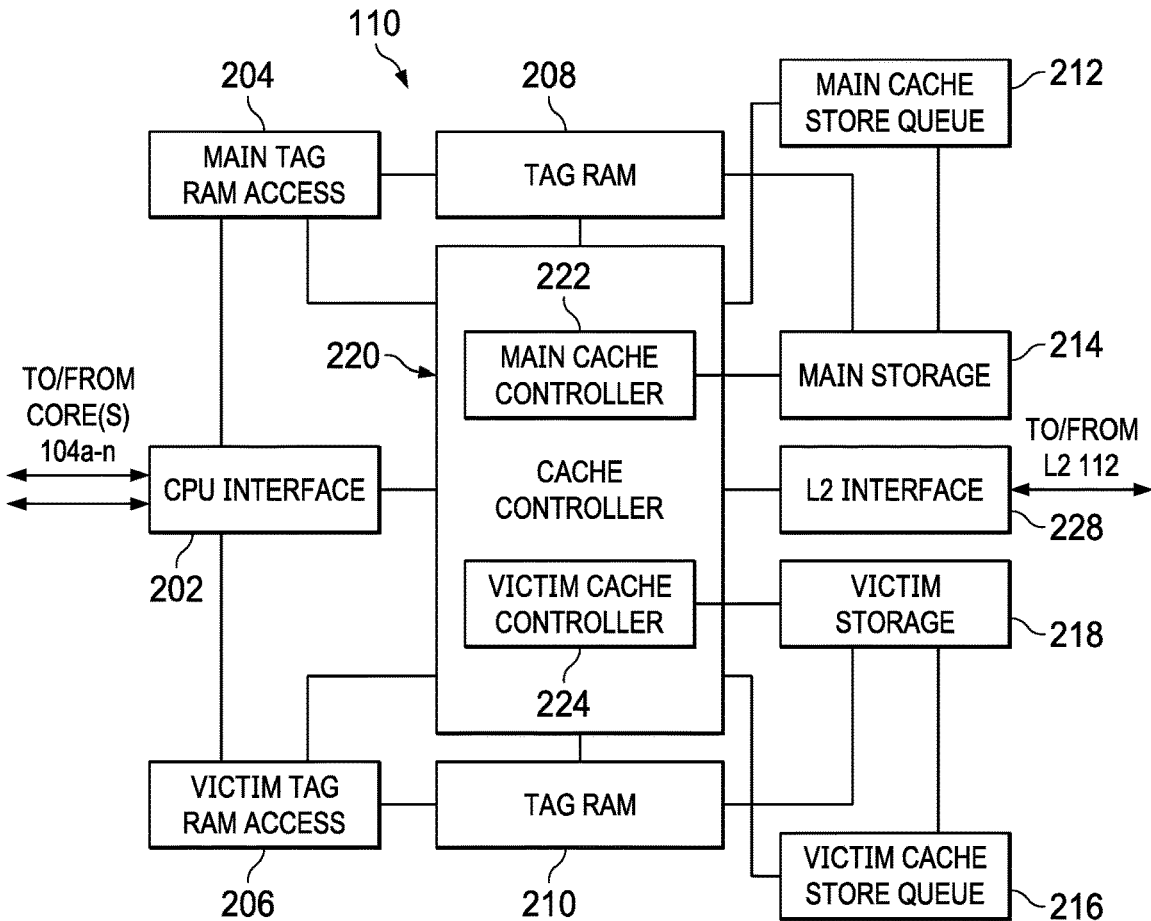 110
204
208
212
MAIN CACHE
STORE QUEUE
MAIN TAG
RAM ACCESS
TAG RAM
222
220
MAIN CACHE
CONTROLLER
MAIN STORAGE
214
TO/FROM
CORE(S)
104a-n
TO/FROM
L2 112
CPU INTERFACE
CACHE
CONTROLLER
L2 INTERFACE
228
202
VICTIM CACHE
CONTROLLER
VICTIM
STORAGE
218
224
VICTIM TAG
RAM ACCESS
TAG RAM
VICTIM CACHE
STORE QUEUE
206
210
216